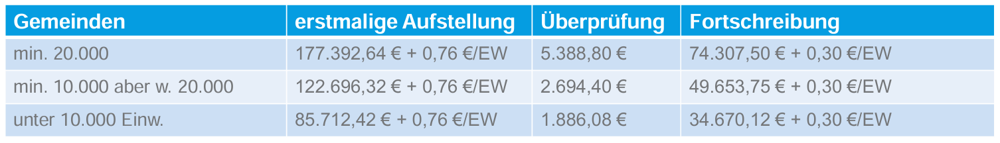 Gemeinden erstmalige Aufstellung Überprüfung Fortschreibung
min. 20.000 177.392,64 € + 0,76 €/EW 5.388,80 € 74.307,50 € + 0,30 €/EW
min. 10.000 aber w. 20.000 122.696,32 € + 0,76 €/EW 2.694,40 € 49.653,75 € + 0,30 €/EW
unter 10.000 Einw. 85.712,42 € + 0,76 €/EW 1.886,08 € 34.670,12 € + 0,30 €/EW